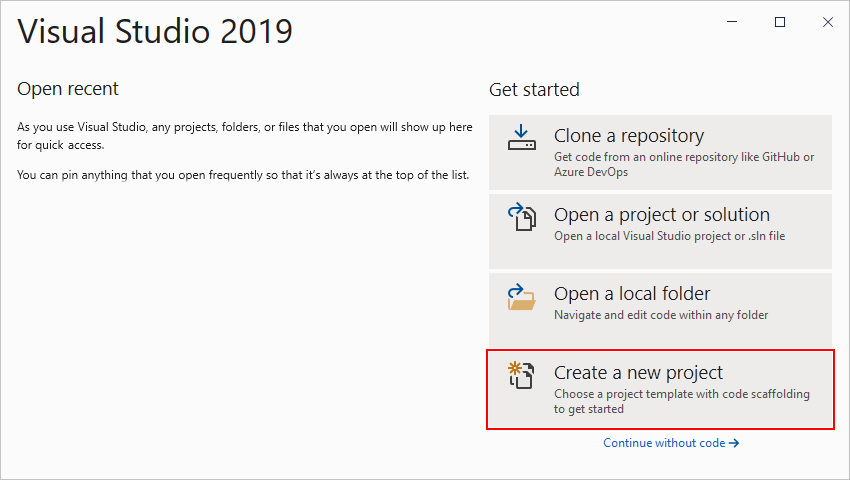 Visual Studio 2019
Open recent
As you use Visual Studio, any projects, folders, or files that you open will show up here
for quick access.
You can pin anything that you open frequently so that it's always at the top of the list.
Get started
Clone a repository
Get code from an online repository like GitHub or
Azure DevOps
Open a project or solution
Open a local Visual Studio project or .sln file
Open a local folder
Navigate and edit code within any folder
Create a new project
Choose a project template with code scaffolding
to get started
Continue without code →